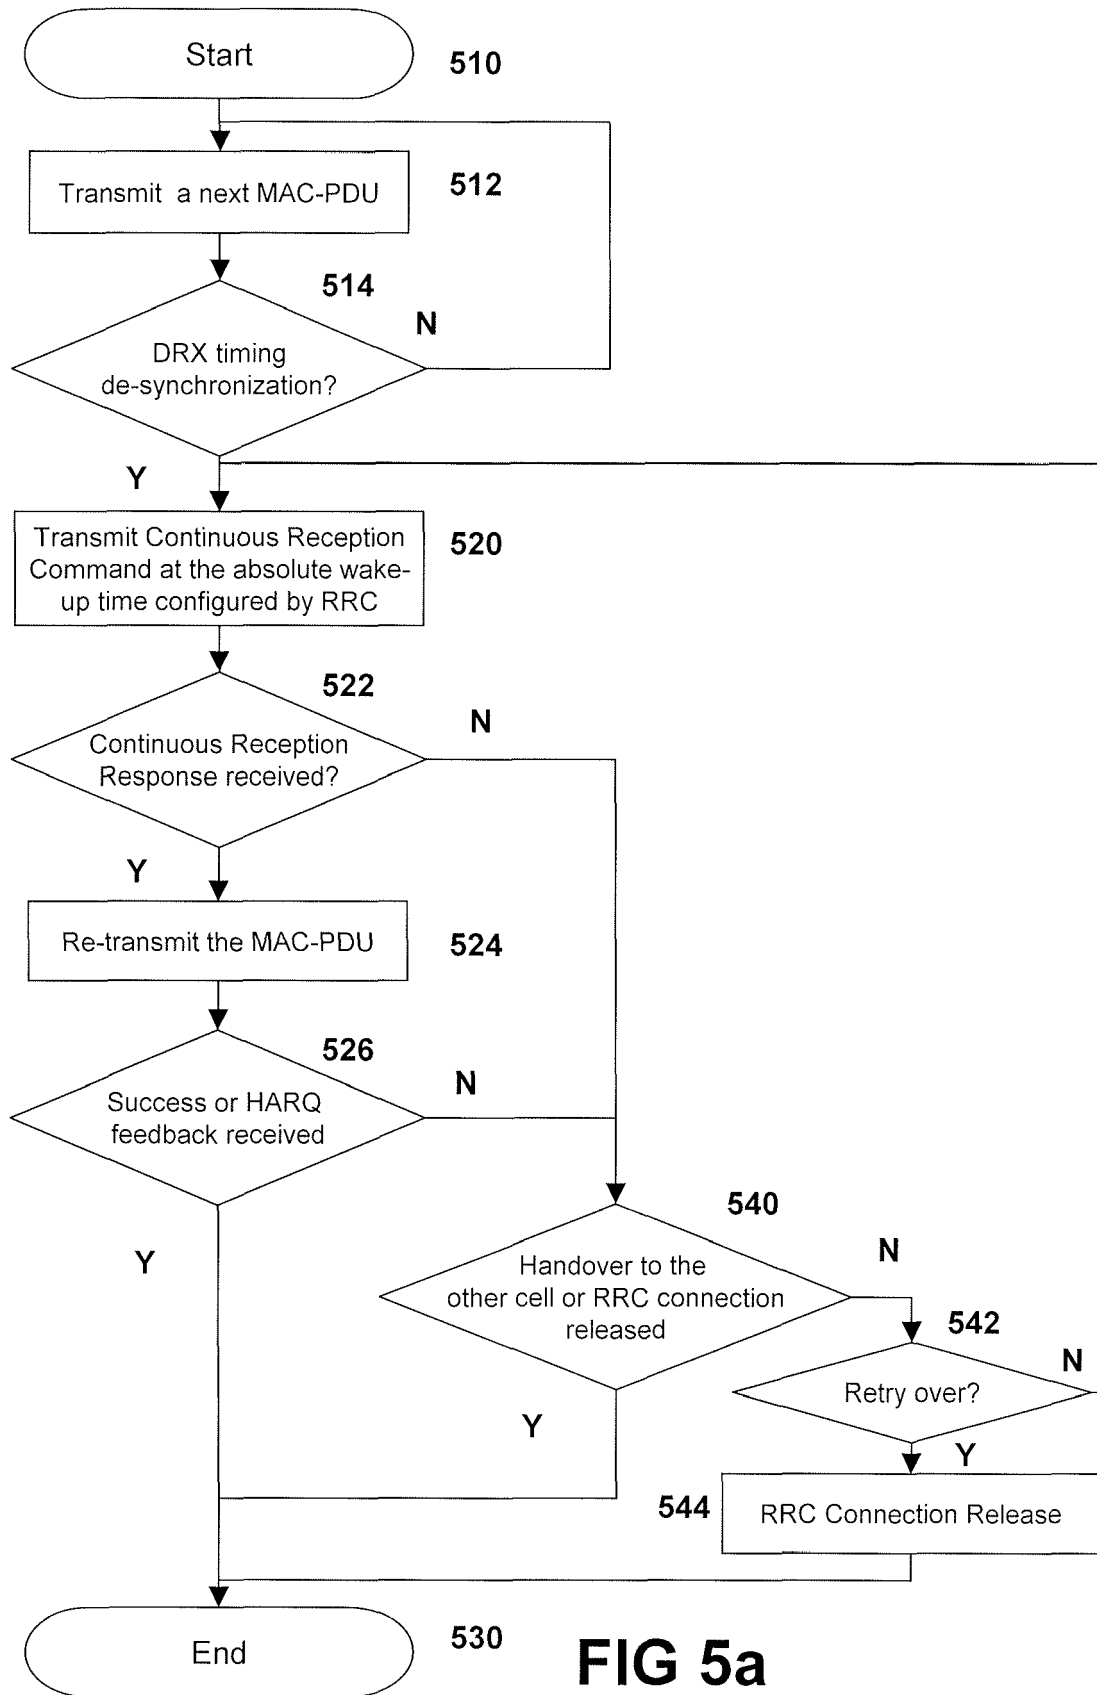 Start
510
Transmit a next MAC-PDU
512
514
N
DRX timing
de-synchronization?
Y
Transmit Continuous Reception
Command at the absolute wake-
up time configured by RRC
520
522
N
Continuous Reception
Response received?
Y
Re-transmit the MAC-PDU
524
526
N
Success or HARQ
feedback received
Y
540
N
Handover to the
other cell or RRC connection
released
542
N
Retry over?
Y
Y
544
RRC Connection Release
End
530
FIG 5a